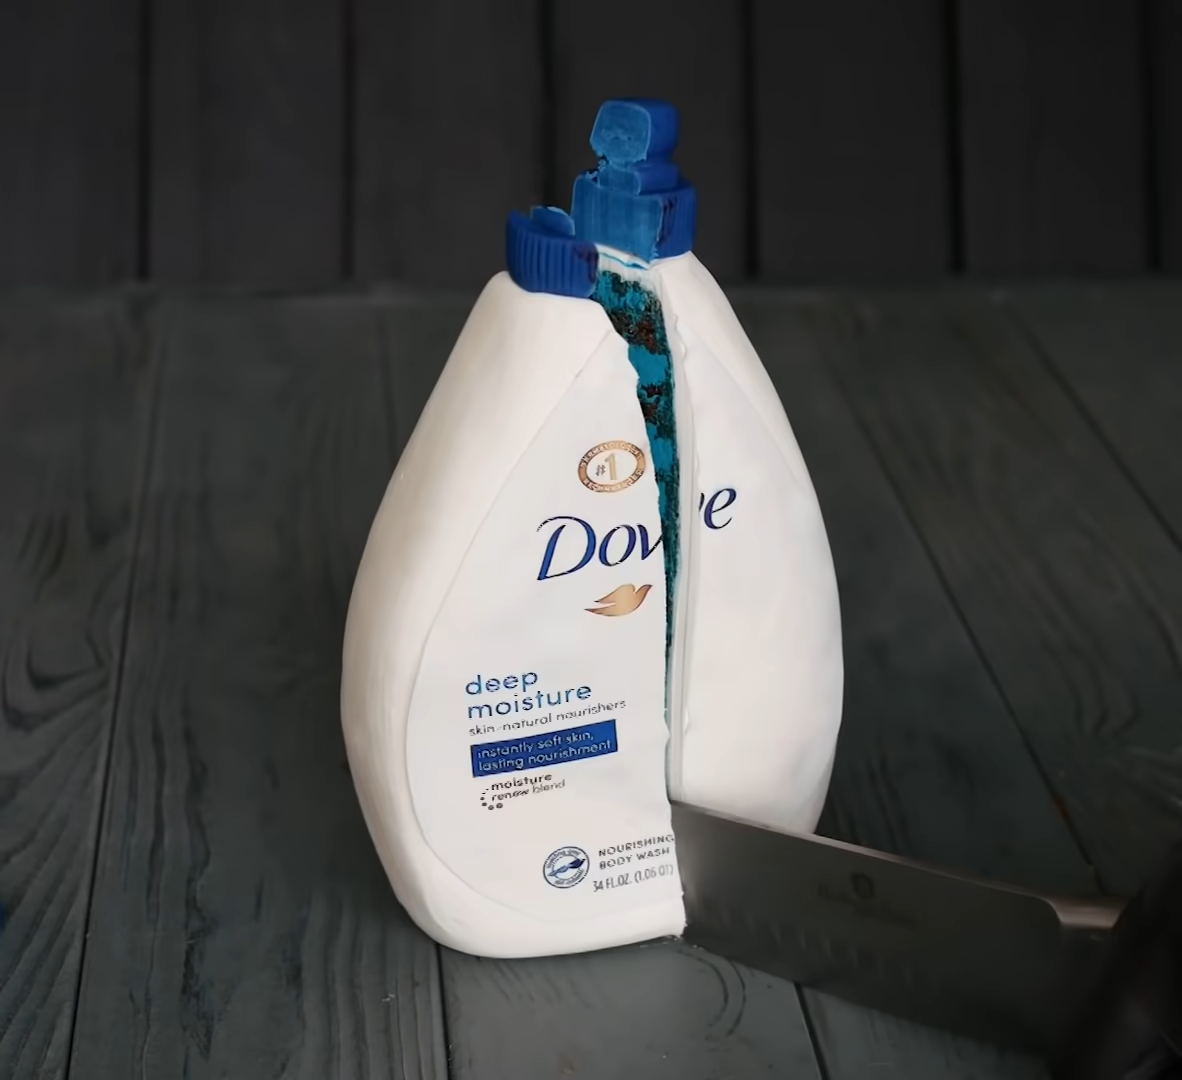 #1
Dove
deep
moisture
skin-natural nourishers
instantly soft skin,
lasting nourishment
moisture
renew blend
NOURISHING
BODY WASH
34 FL.OZ. (1.06 QT)